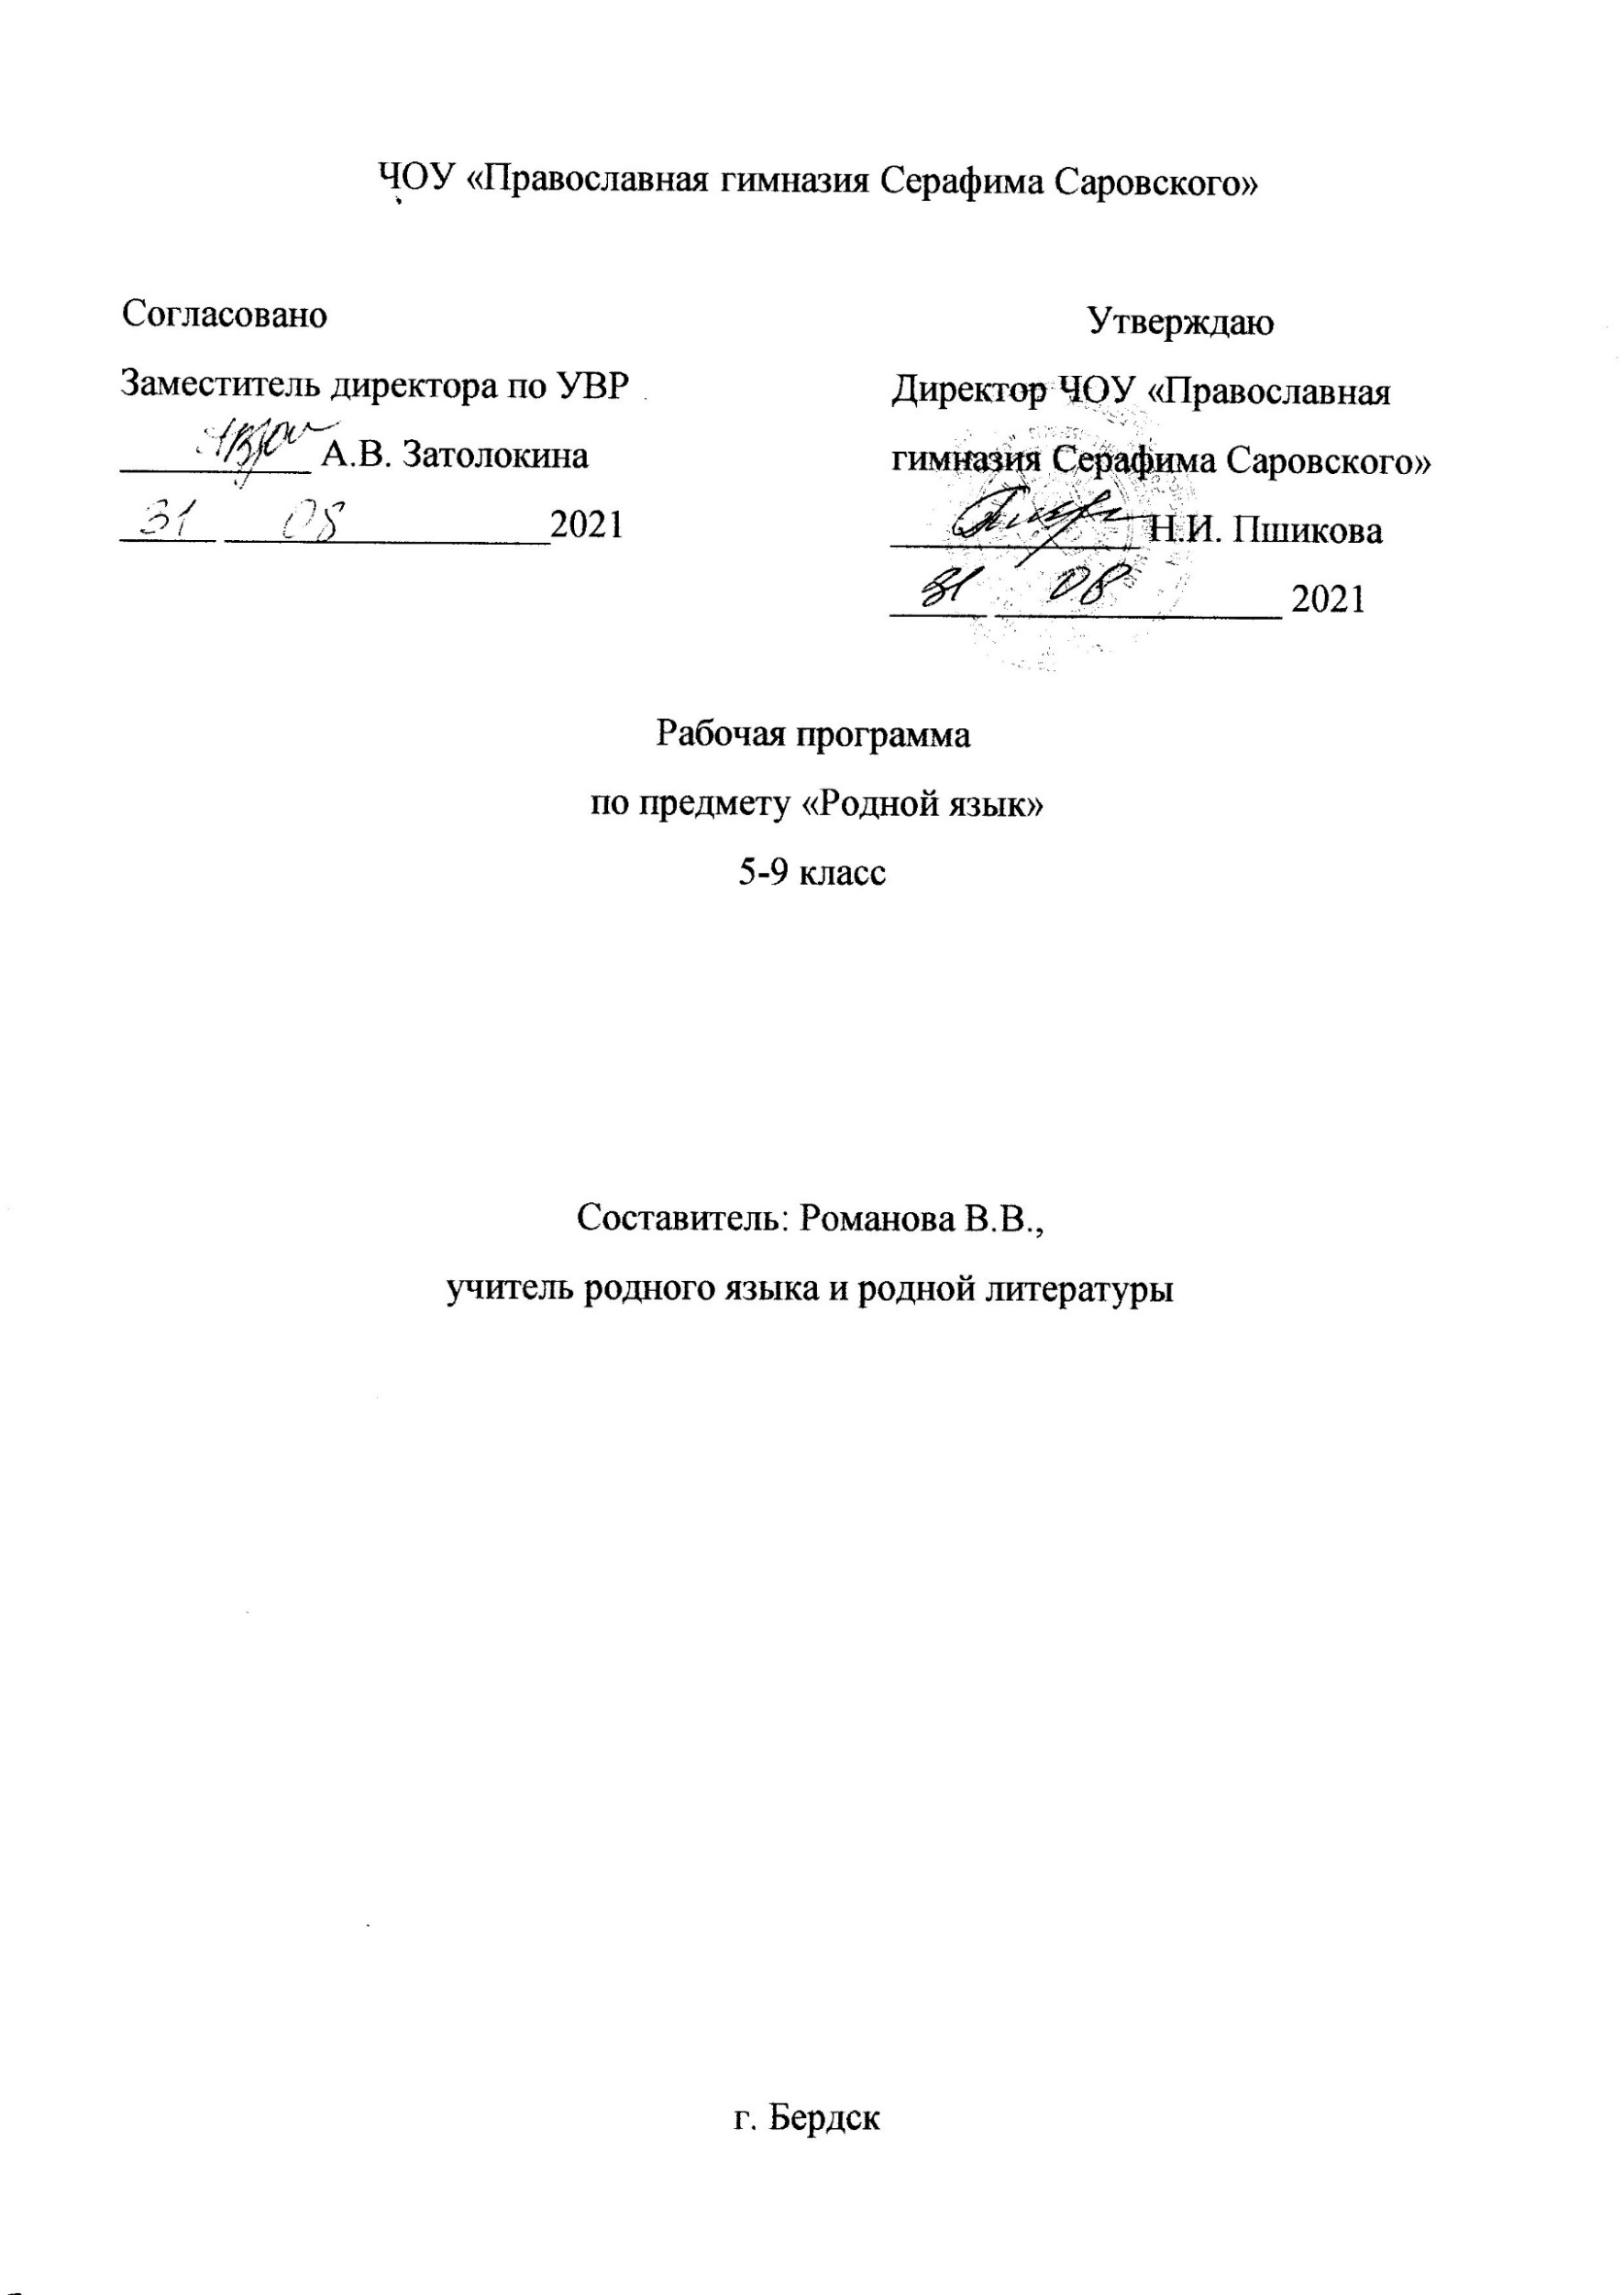 ЧОУ «Православная гимназия Серафима Саровского»
Согласовано
Заместитель директора по УВР
А.В. Затолокина
31 08 2021
Утверждаю
Директор ЧОУ «Православная
гимназия Серафима Саровского»
Н.И. Пшикова
31 08 2021
Рабочая программа
по предмету «Родной язык»
5-9 класс
Составитель: Романова В.В.,
учитель родного языка и родной литературы
г. Бердск